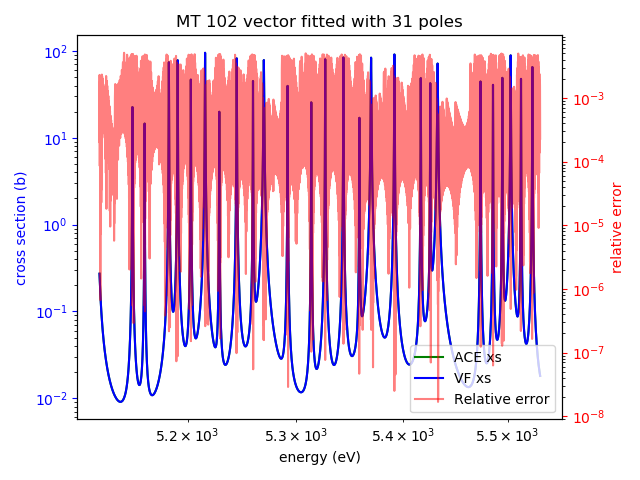 MT 102 vector fitted with 31 poles
10²
10¹
10⁰
10⁻¹
10⁻²
cross section (b)
10⁻³
10⁻⁴
10⁻⁵
10⁻⁶
10⁻⁷
10⁻⁸
relative error
ACE xs
VF xs
Relative error
5.2 × 10³
5.3 × 10³
5.4 × 10³
5.5 × 10³
energy (eV)